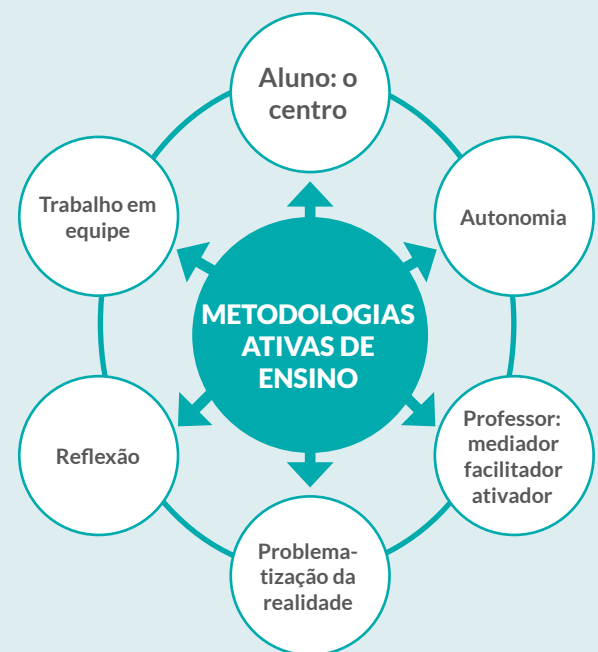 Aluno: o
centro
Trabalho em
equipe
Autonomia
METODOLOGIAS
ATIVAS DE
ENSINO
Reflexão
Professor:
mediador
facilitador
ativador
Problema-
tização da
realidade